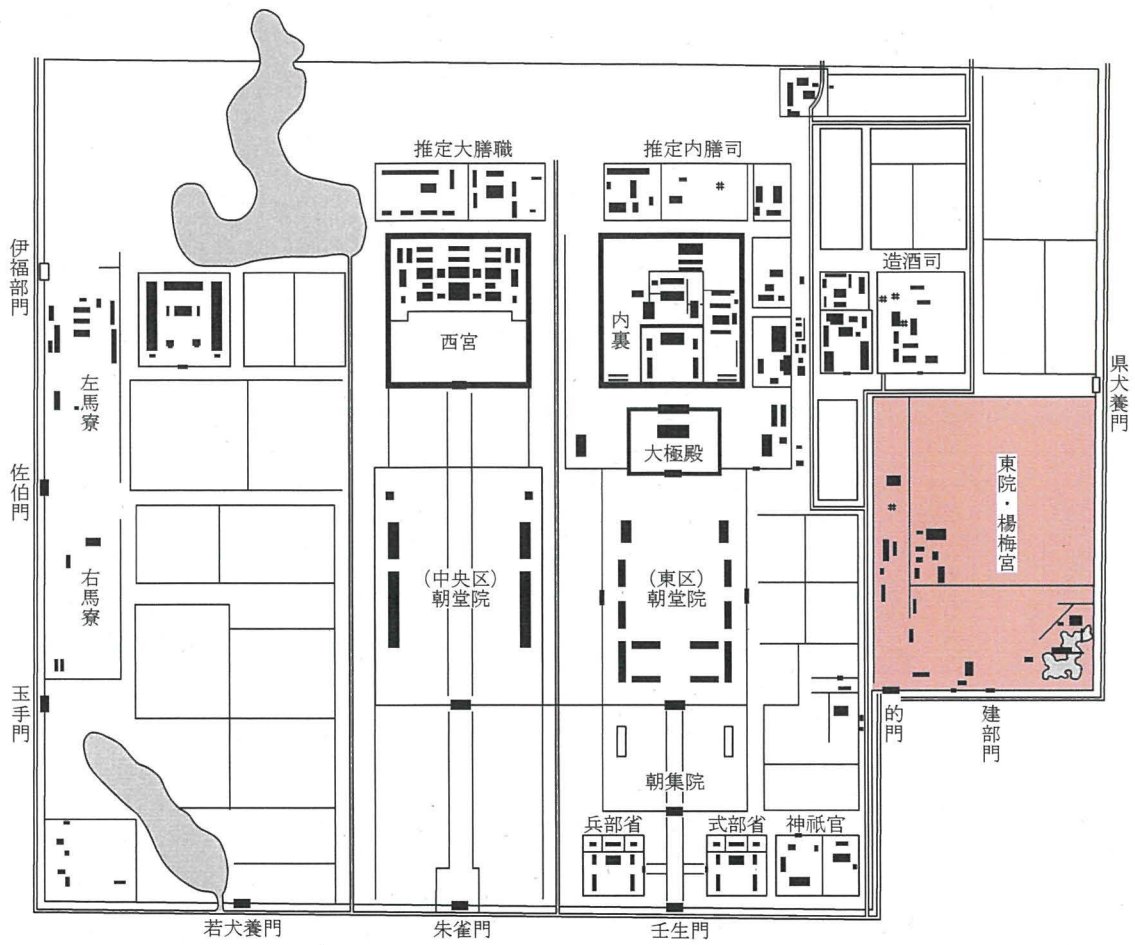 推定大膳職
推定内膳司
造酒司
伊福部門
西宮
内裏
県犬養門
左馬寮
大極殿
佐伯門
東院・楊梅宮
右馬寮
（中央区）
朝堂院
（東区）
朝堂院
玉手門
的門
建部門
朝集院
兵部省
式部省
神祇官
若犬養門
朱雀門
壬生門